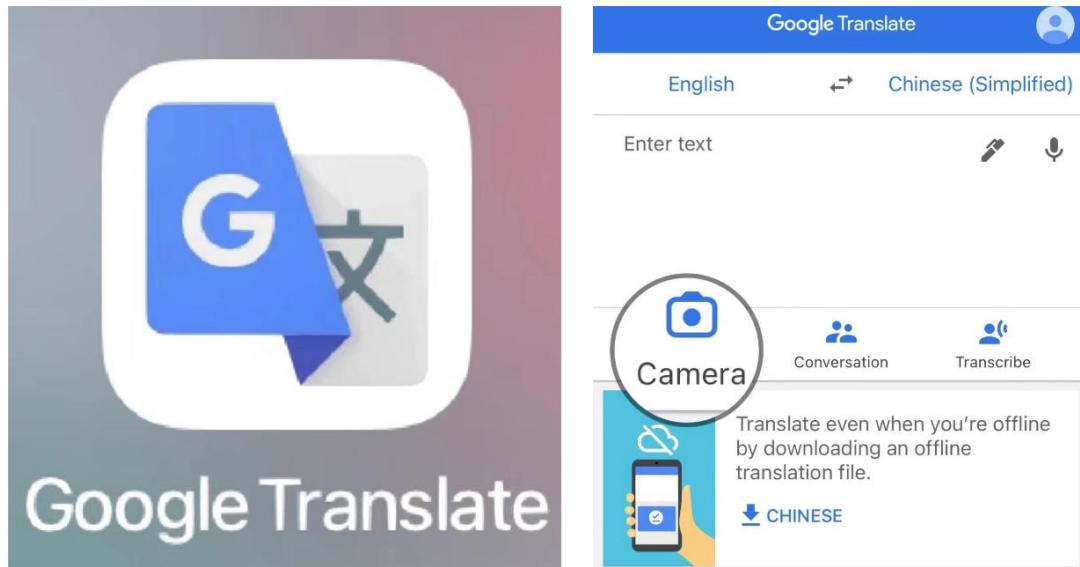 G 文
Google Translate
Google Translate
English Chinese (Simplified)
Enter text
Camera
Conversation
Transcribe
Translate even when you're offline
by downloading an offline
translation file.
CHINESE